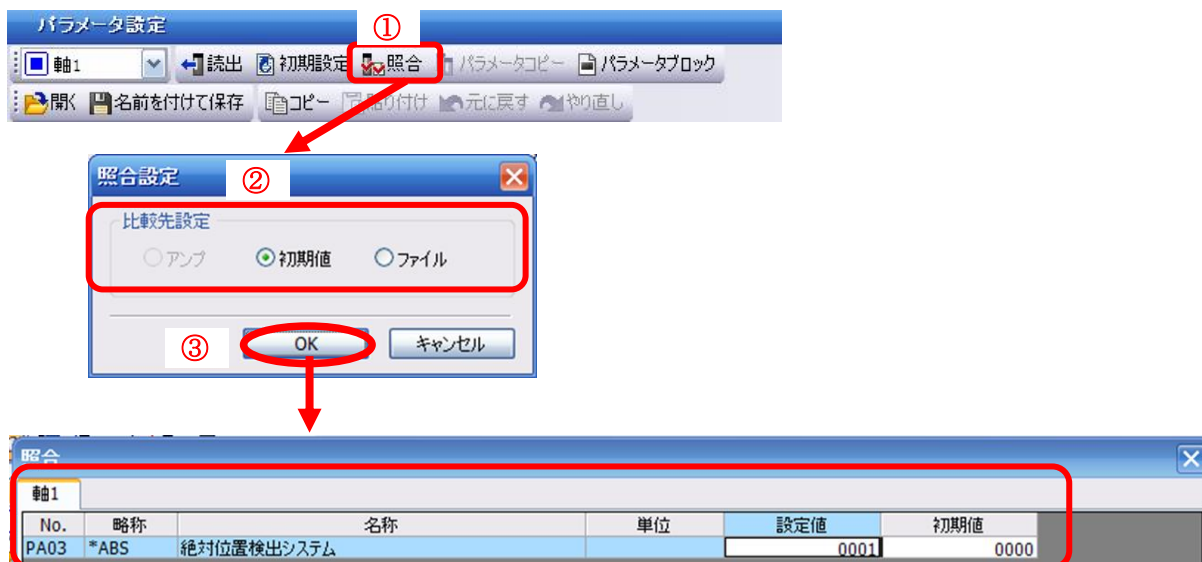 パラメータ設定
①
軸1 読出 初期設定 照合 パラメータコピー パラメータブロック
開く 名前を付けて保存 コピー 貼り付け 元に戻す やり直し
照合設定
②
比較先設定
アンプ 初期値 ファイル
③
OK キャンセル
照合
軸1
No. 略称 名称 単位 設定値 初期値
PA03 *ABS 絶対位置検出システム 0001 0000